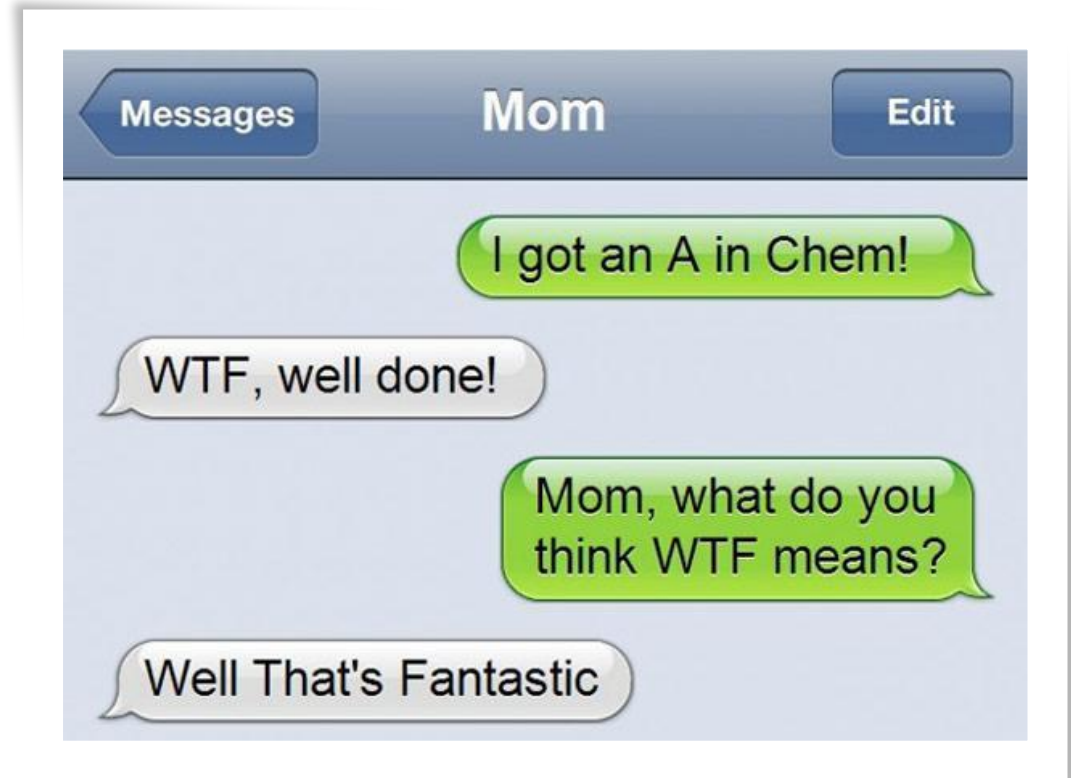 Messages Mom Edit
I got an A in Chem!
WTF, well done!
Mom, what do you
think WTF means?
Well That's Fantastic